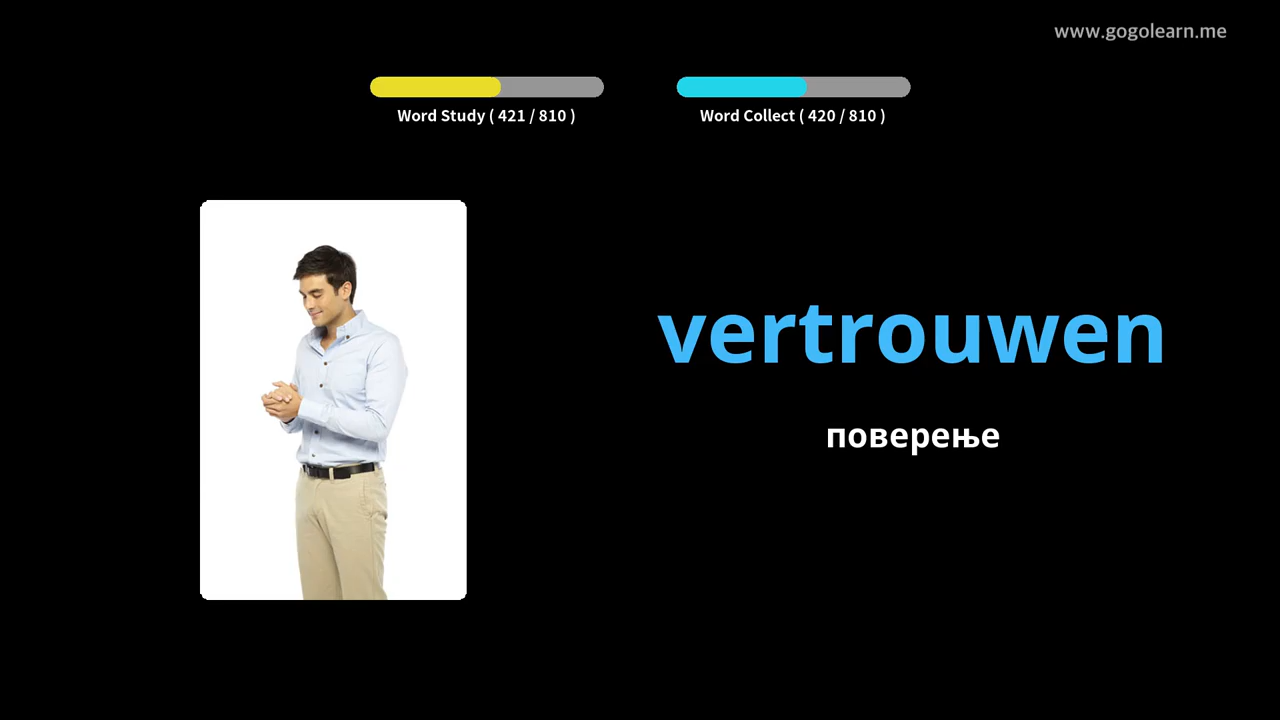 www.gogolearn.me
Word Study ( 421 / 810 )
Word Collect ( 420 / 810 )
vertrouwen
поверење